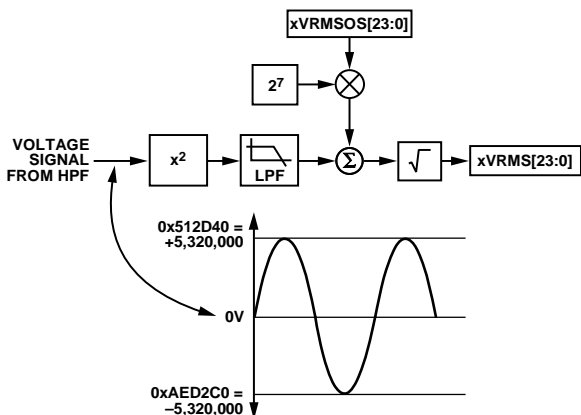 xVRMSOS[23:0]
2⁷
VOLTAGE
SIGNAL
FROM HPF
x²
LPF
Σ
√
xVRMS[23:0]
0x512D40 =
+5,320,000
0V
0xAED2C0 =
–5,320,000